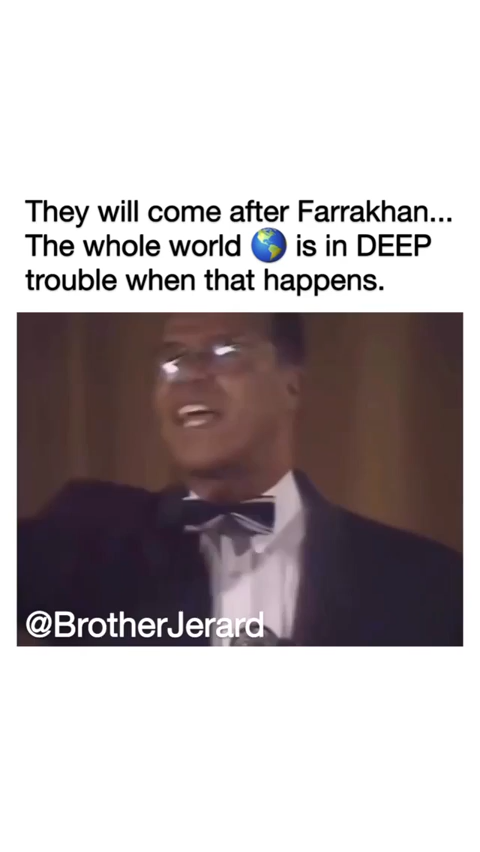 They will come after Farrakhan...
The whole world 🌎 is in DEEP
trouble when that happens.
@BrotherJerard